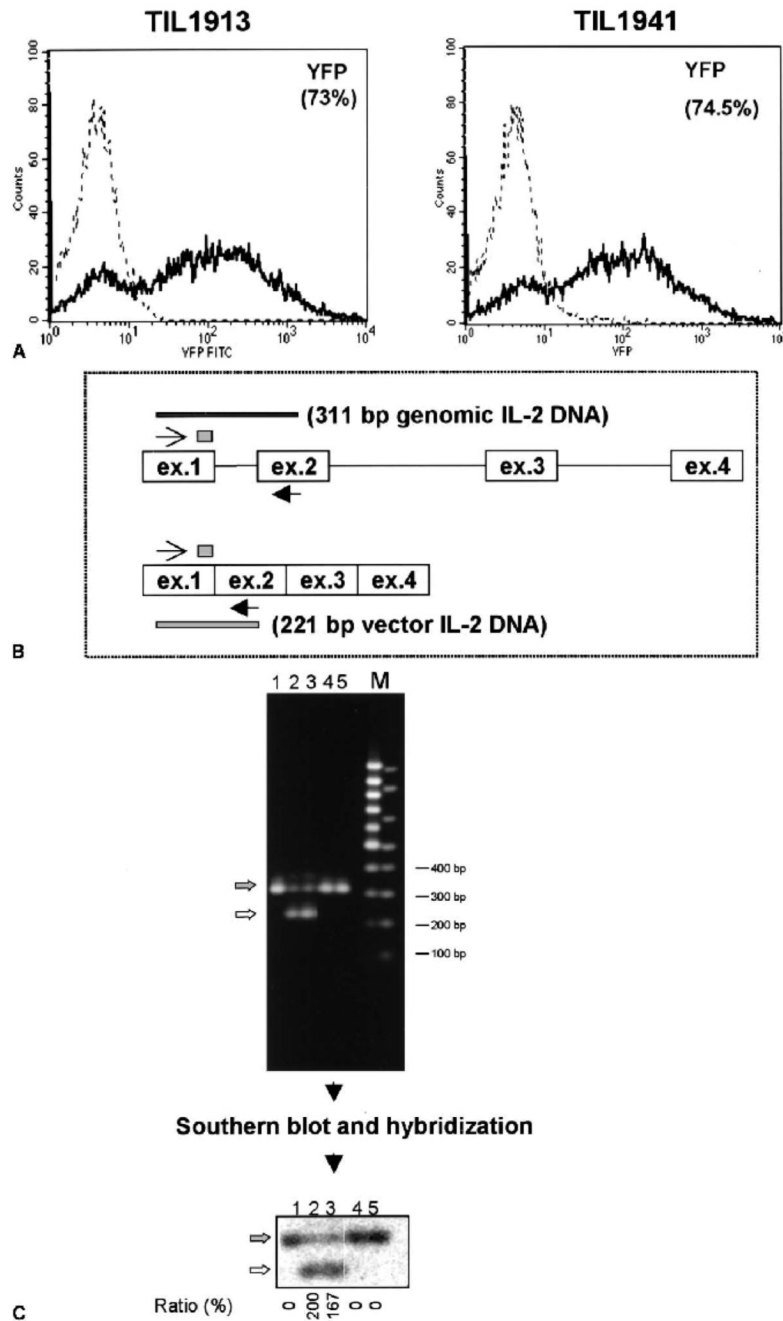 TIL1913
TIL1941
100
80
60
40
20
0
Counts
YFP
(73%)
10^0 10^1 10^2 10^3 10^4
YFP FITC
100
80
60
40
20
0
Counts
YFP
(74.5%)
10^0 10^1 10^2 10^3 10
YFP
A
(311 bp genomic IL-2 DNA)
ex.1 ex.2 ex.3 ex.4
ex.1 ex.2 ex.3 ex.4
(221 bp vector IL-2 DNA)
B
1 2 3 4 5 M
400 bp
300 bp
200 bp
100 bp
Southern blot and hybridization
1 2 3 4 5
Ratio (%) 0 200 167 0 0
C